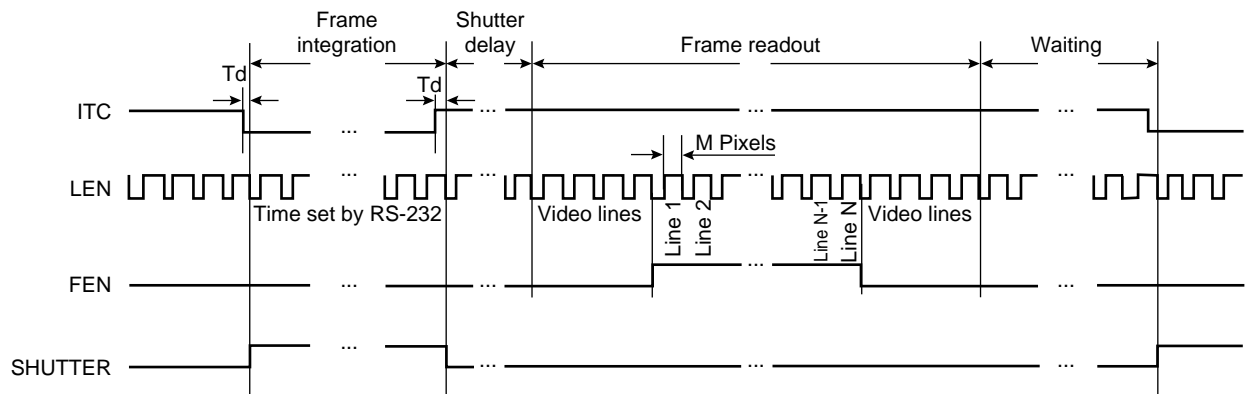 Frame integration
Shutter delay
Frame readout
Waiting
Td
Td
ITC
...
...
...
...
M Pixels
LEN
...
...
...
...
Time set by RS-232
Video lines
Line 1
Line 2
Line N-1
Line N
Video lines
FEN
...
...
...
...
SHUTTER
...
...
...
...